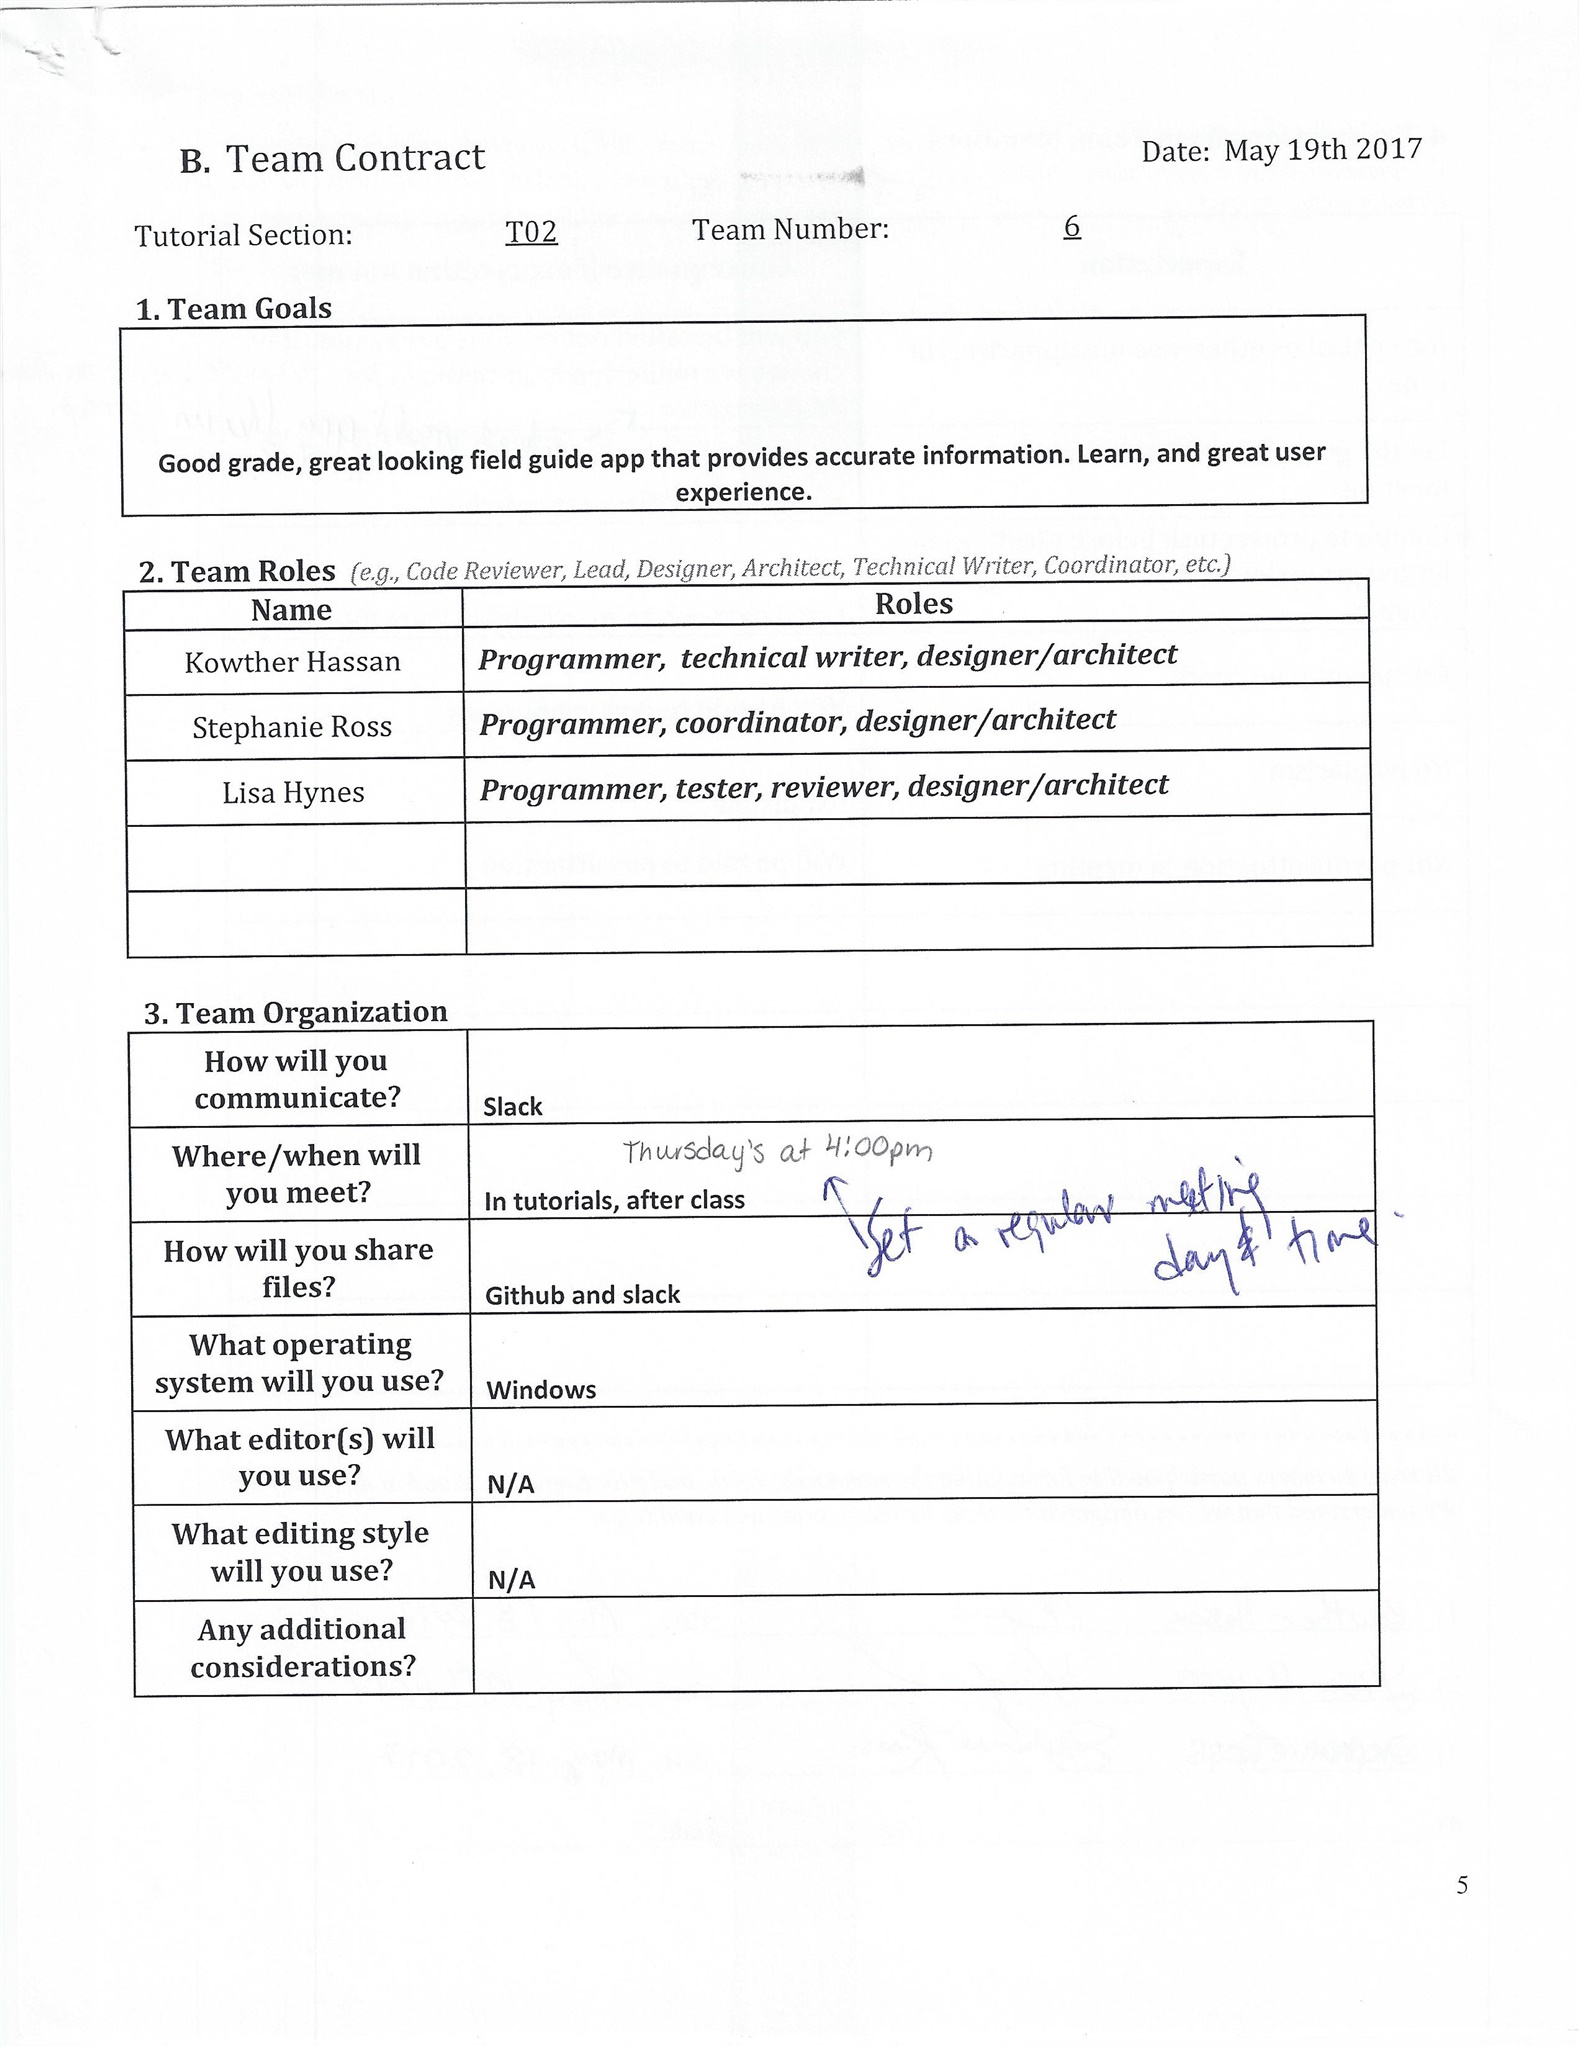 B. Team Contract
Date: May 19th 2017
Tutorial Section: T02 Team Number: 6
1. Team Goals
Good grade, great looking field guide app that provides accurate information. Learn, and great user
experience.
2. Team Roles (e.g., Code Reviewer, Lead, Designer, Architect, Technical Writer, Coordinator, etc.)
Name Roles
Kowther Hassan Programmer, technical writer, designer/architect
Stephanie Ross Programmer, coordinator, designer/architect
Lisa Hynes Programmer, tester, reviewer, designer/architect
3. Team Organization
How will you
communicate?
Slack
Where/when will
you meet?
Thursday's at 4:00pm
In tutorials, after class
Set a regular meeting
day & time.
How will you share
files?
Github and slack
What operating
system will you use?
Windows
What editor(s) will
you use?
N/A
What editing style
will you use?
N/A
Any additional
considerations?
5